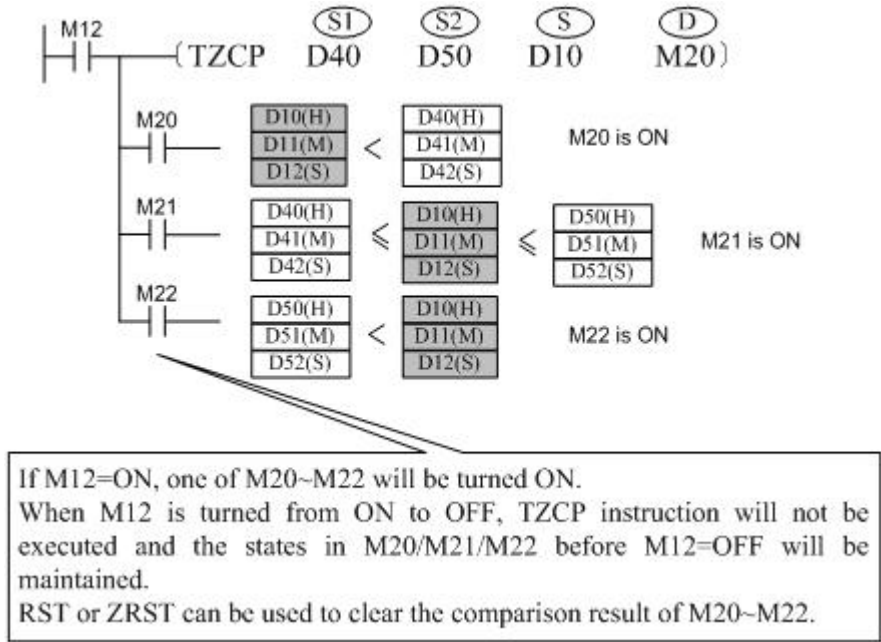 M12 S1 S2 S D
(TZCP D40 D50 D10 M20)
M20
D10(H) D40(H)
D11(M) < D41(M) M20 is ON
D12(S) D42(S)
M21
D40(H) D10(H) D50(H)
D41(M) ⩽ D11(M) ⩽ D51(M) M21 is ON
D42(S) D12(S) D52(S)
M22
D50(H) D10(H)
D51(M) < D11(M) M22 is ON
D52(S) D12(S)
If M12=ON, one of M20~M22 will be turned ON.
When M12 is turned from ON to OFF, TZCP instruction will not be
executed and the states in M20/M21/M22 before M12=OFF will be
maintained.
RST or ZRST can be used to clear the comparison result of M20~M22.